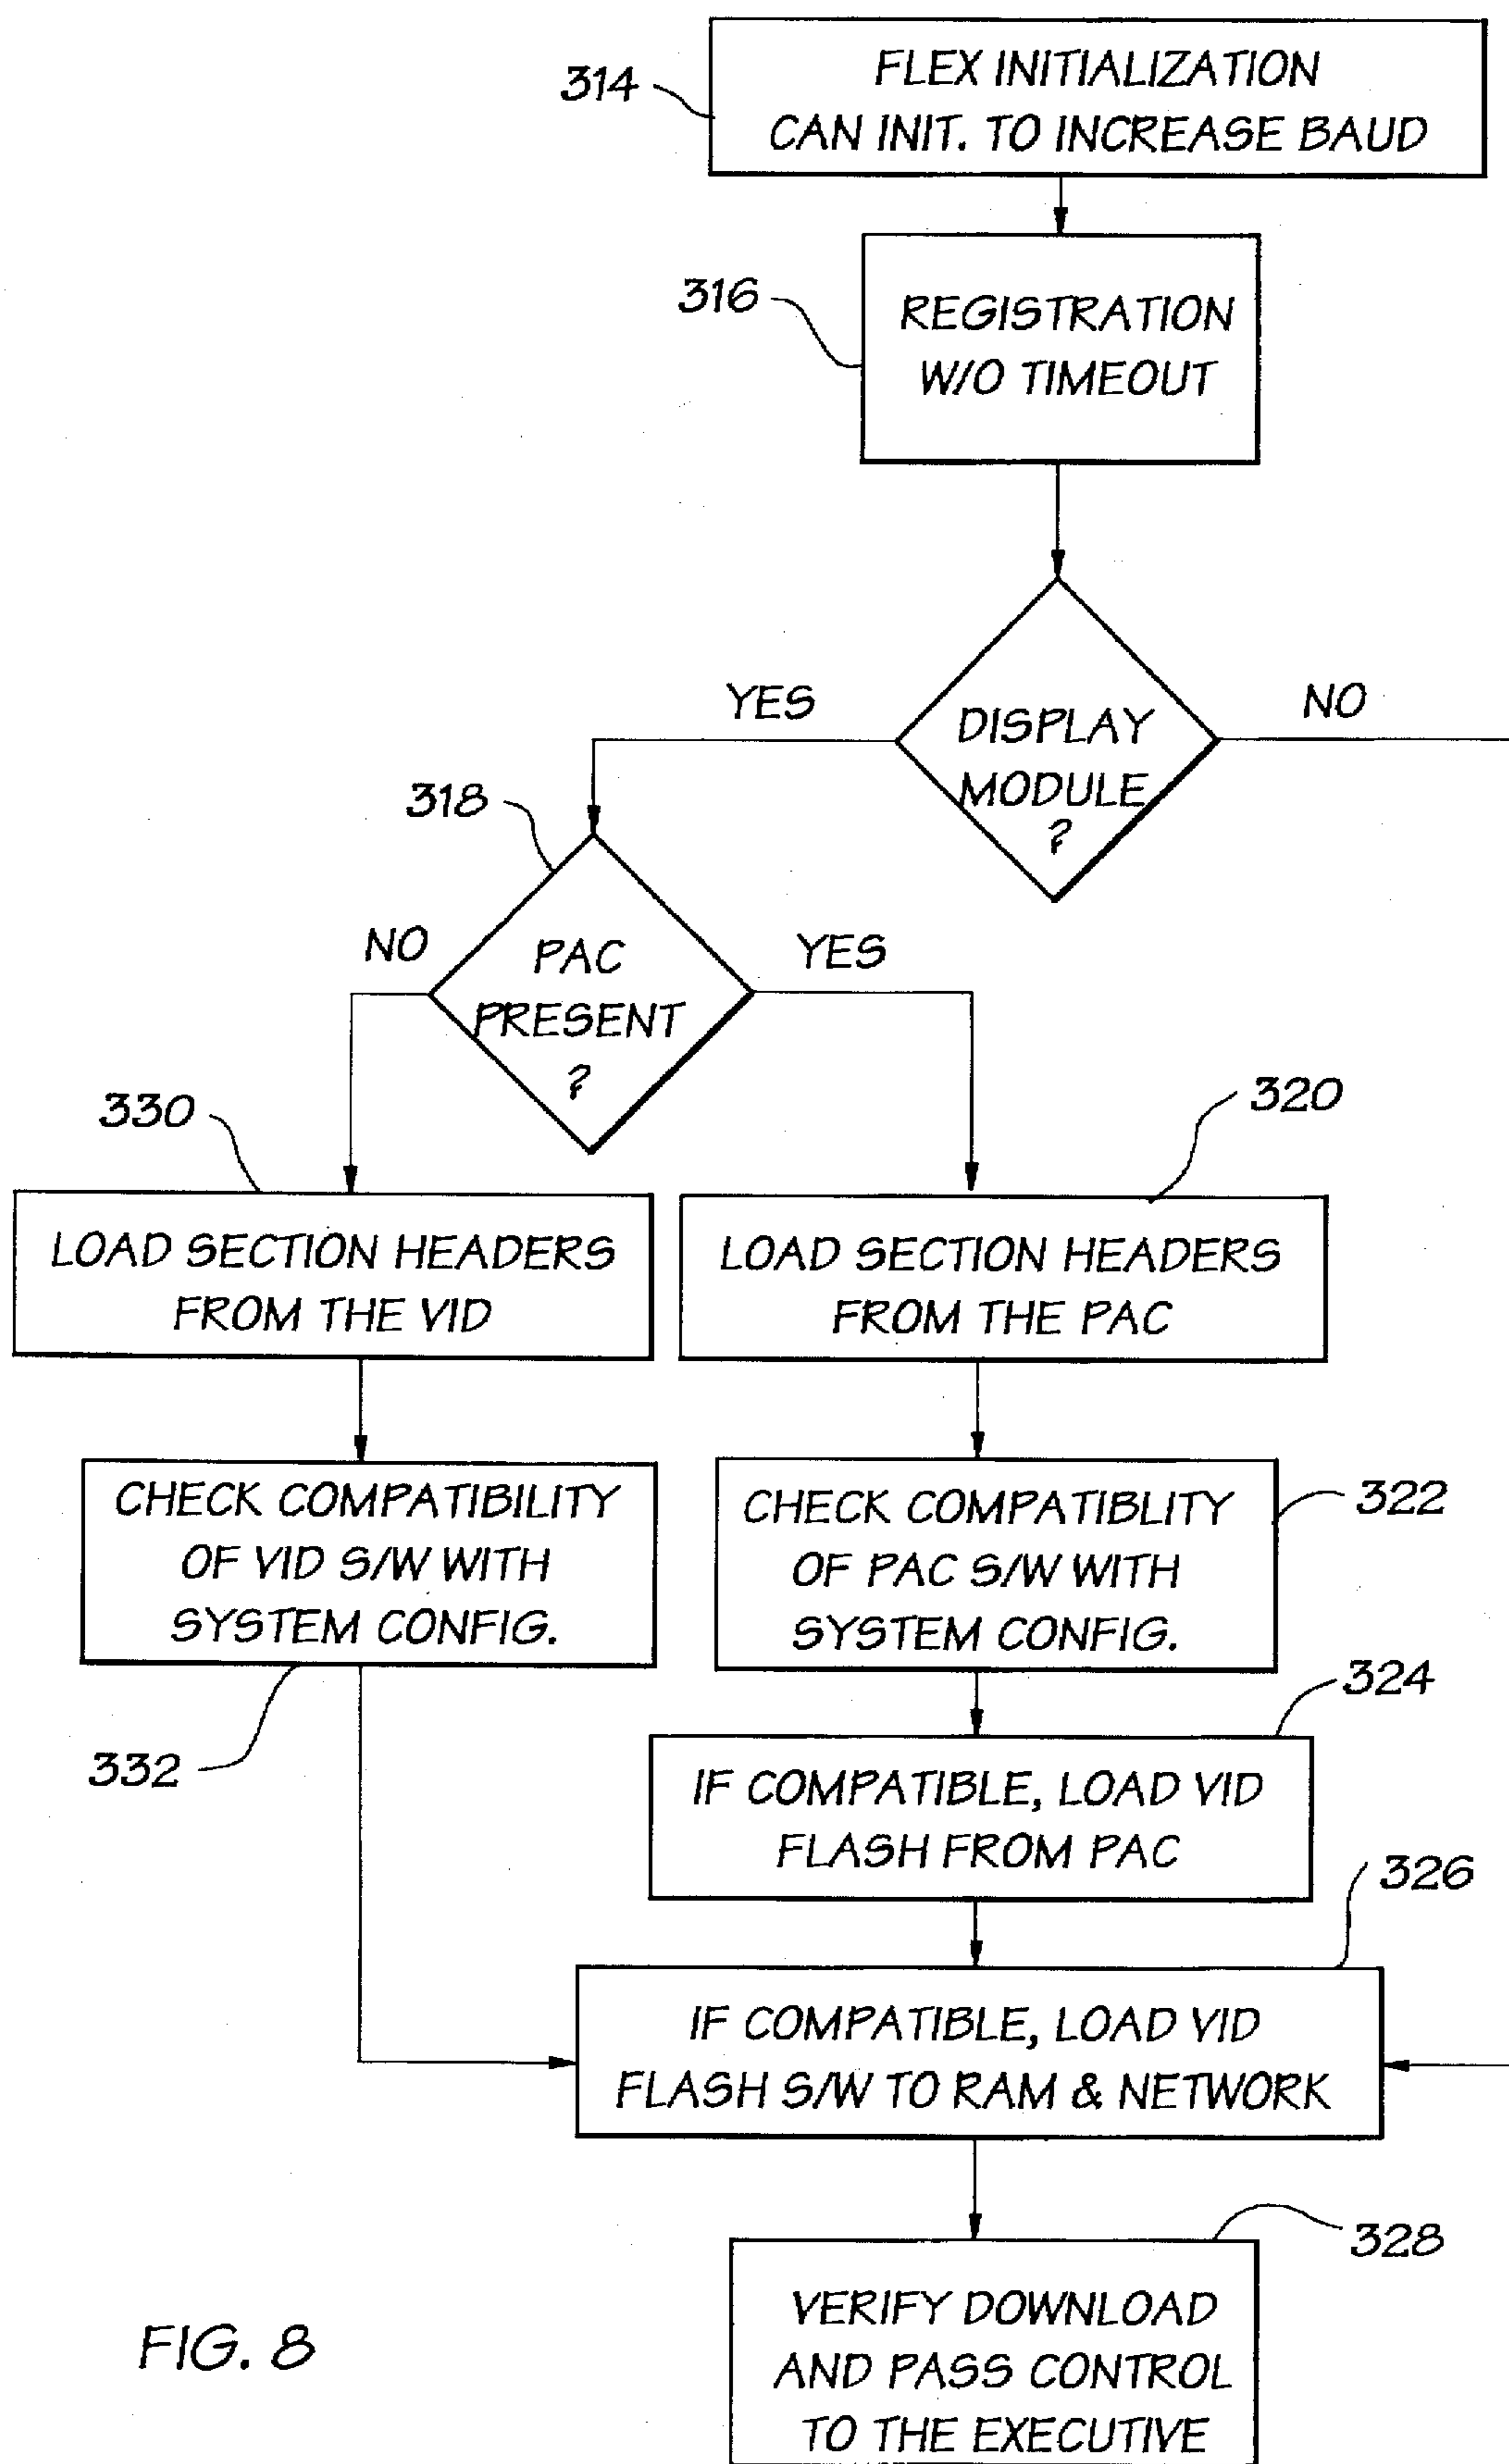 314
FLEX INITIALIZATION
CAN INIT. TO INCREASE BAUD
316
REGISTRATION
W/O TIMEOUT
YES
NO
DISPLAY
MODULE
?
318
NO
YES
PAC
PRESENT
?
330
320
LOAD SECTION HEADERS
FROM THE VID
LOAD SECTION HEADERS
FROM THE PAC
CHECK COMPATIBILITY
OF VID S/W WITH
SYSTEM CONFIG.
332
CHECK COMPATIBLITY
OF PAC S/W WITH
SYSTEM CONFIG.
322
324
IF COMPATIBLE, LOAD VID
FLASH FROM PAC
326
IF COMPATIBLE, LOAD VID
FLASH S/W TO RAM & NETWORK
328
VERIFY DOWNLOAD
AND PASS CONTROL
TO THE EXECUTIVE
FIG. 8